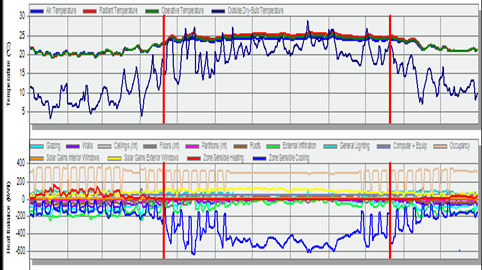 Air Temperature Radiant Temperature Operative Temperature Outside Dry-Bulb Temperature
Temperature (°C)
30
25
20
15
10
5
Glazing Walls Ceilings (int) Floors (int) Partitions (int) Roofs External Infiltration General Lighting Computer + Equip Occupancy
Solar Gains Interior Windows Solar Gains Exterior Windows Zone Sensible Heating Zone Sensible Cooling
Heat Balance (kW)
400
200
0
-200
-400
-600